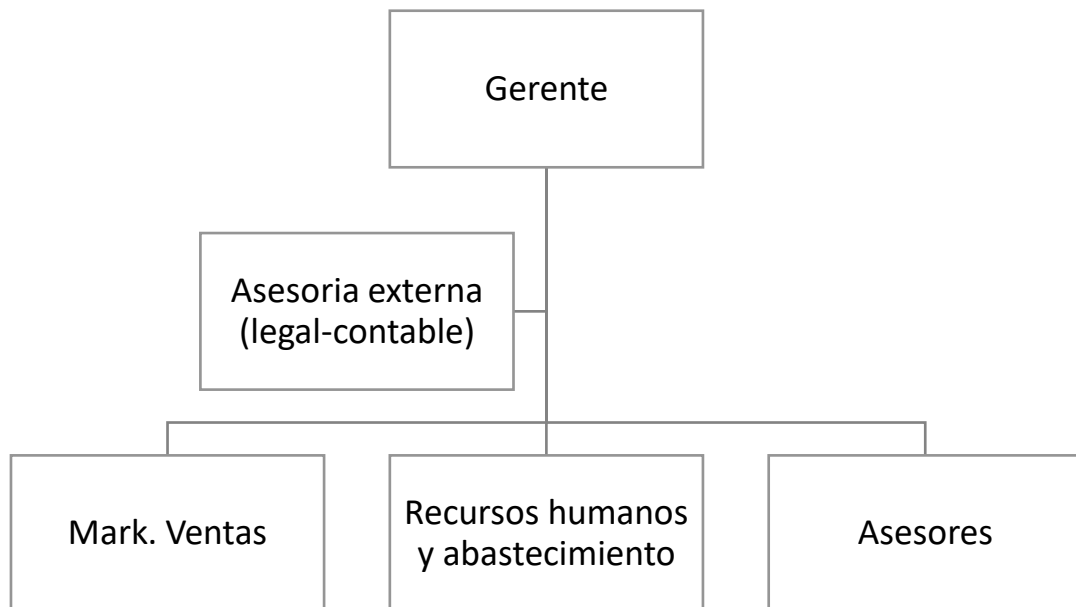 Gerente
Asesoria externa
(legal-contable)
Mark. Ventas
Recursos humanos
y abastecimiento
Asesores